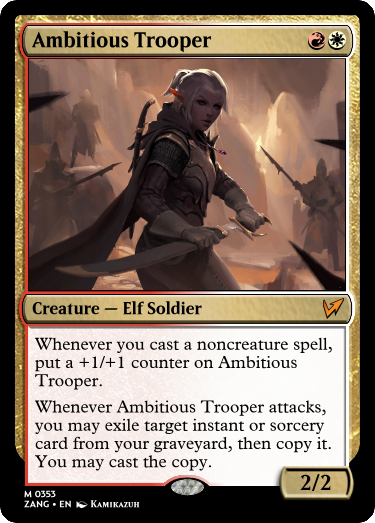 Ambitious Trooper
Creature — Elf Soldier
Whenever you cast a noncreature spell,
put a +1/+1 counter on Ambitious
Trooper.
Whenever Ambitious Trooper attacks,
you may exile target instant or sorcery
card from your graveyard, then copy it.
You may cast the copy.
2/2
M 0353
ZANG • EN Kamikazuh